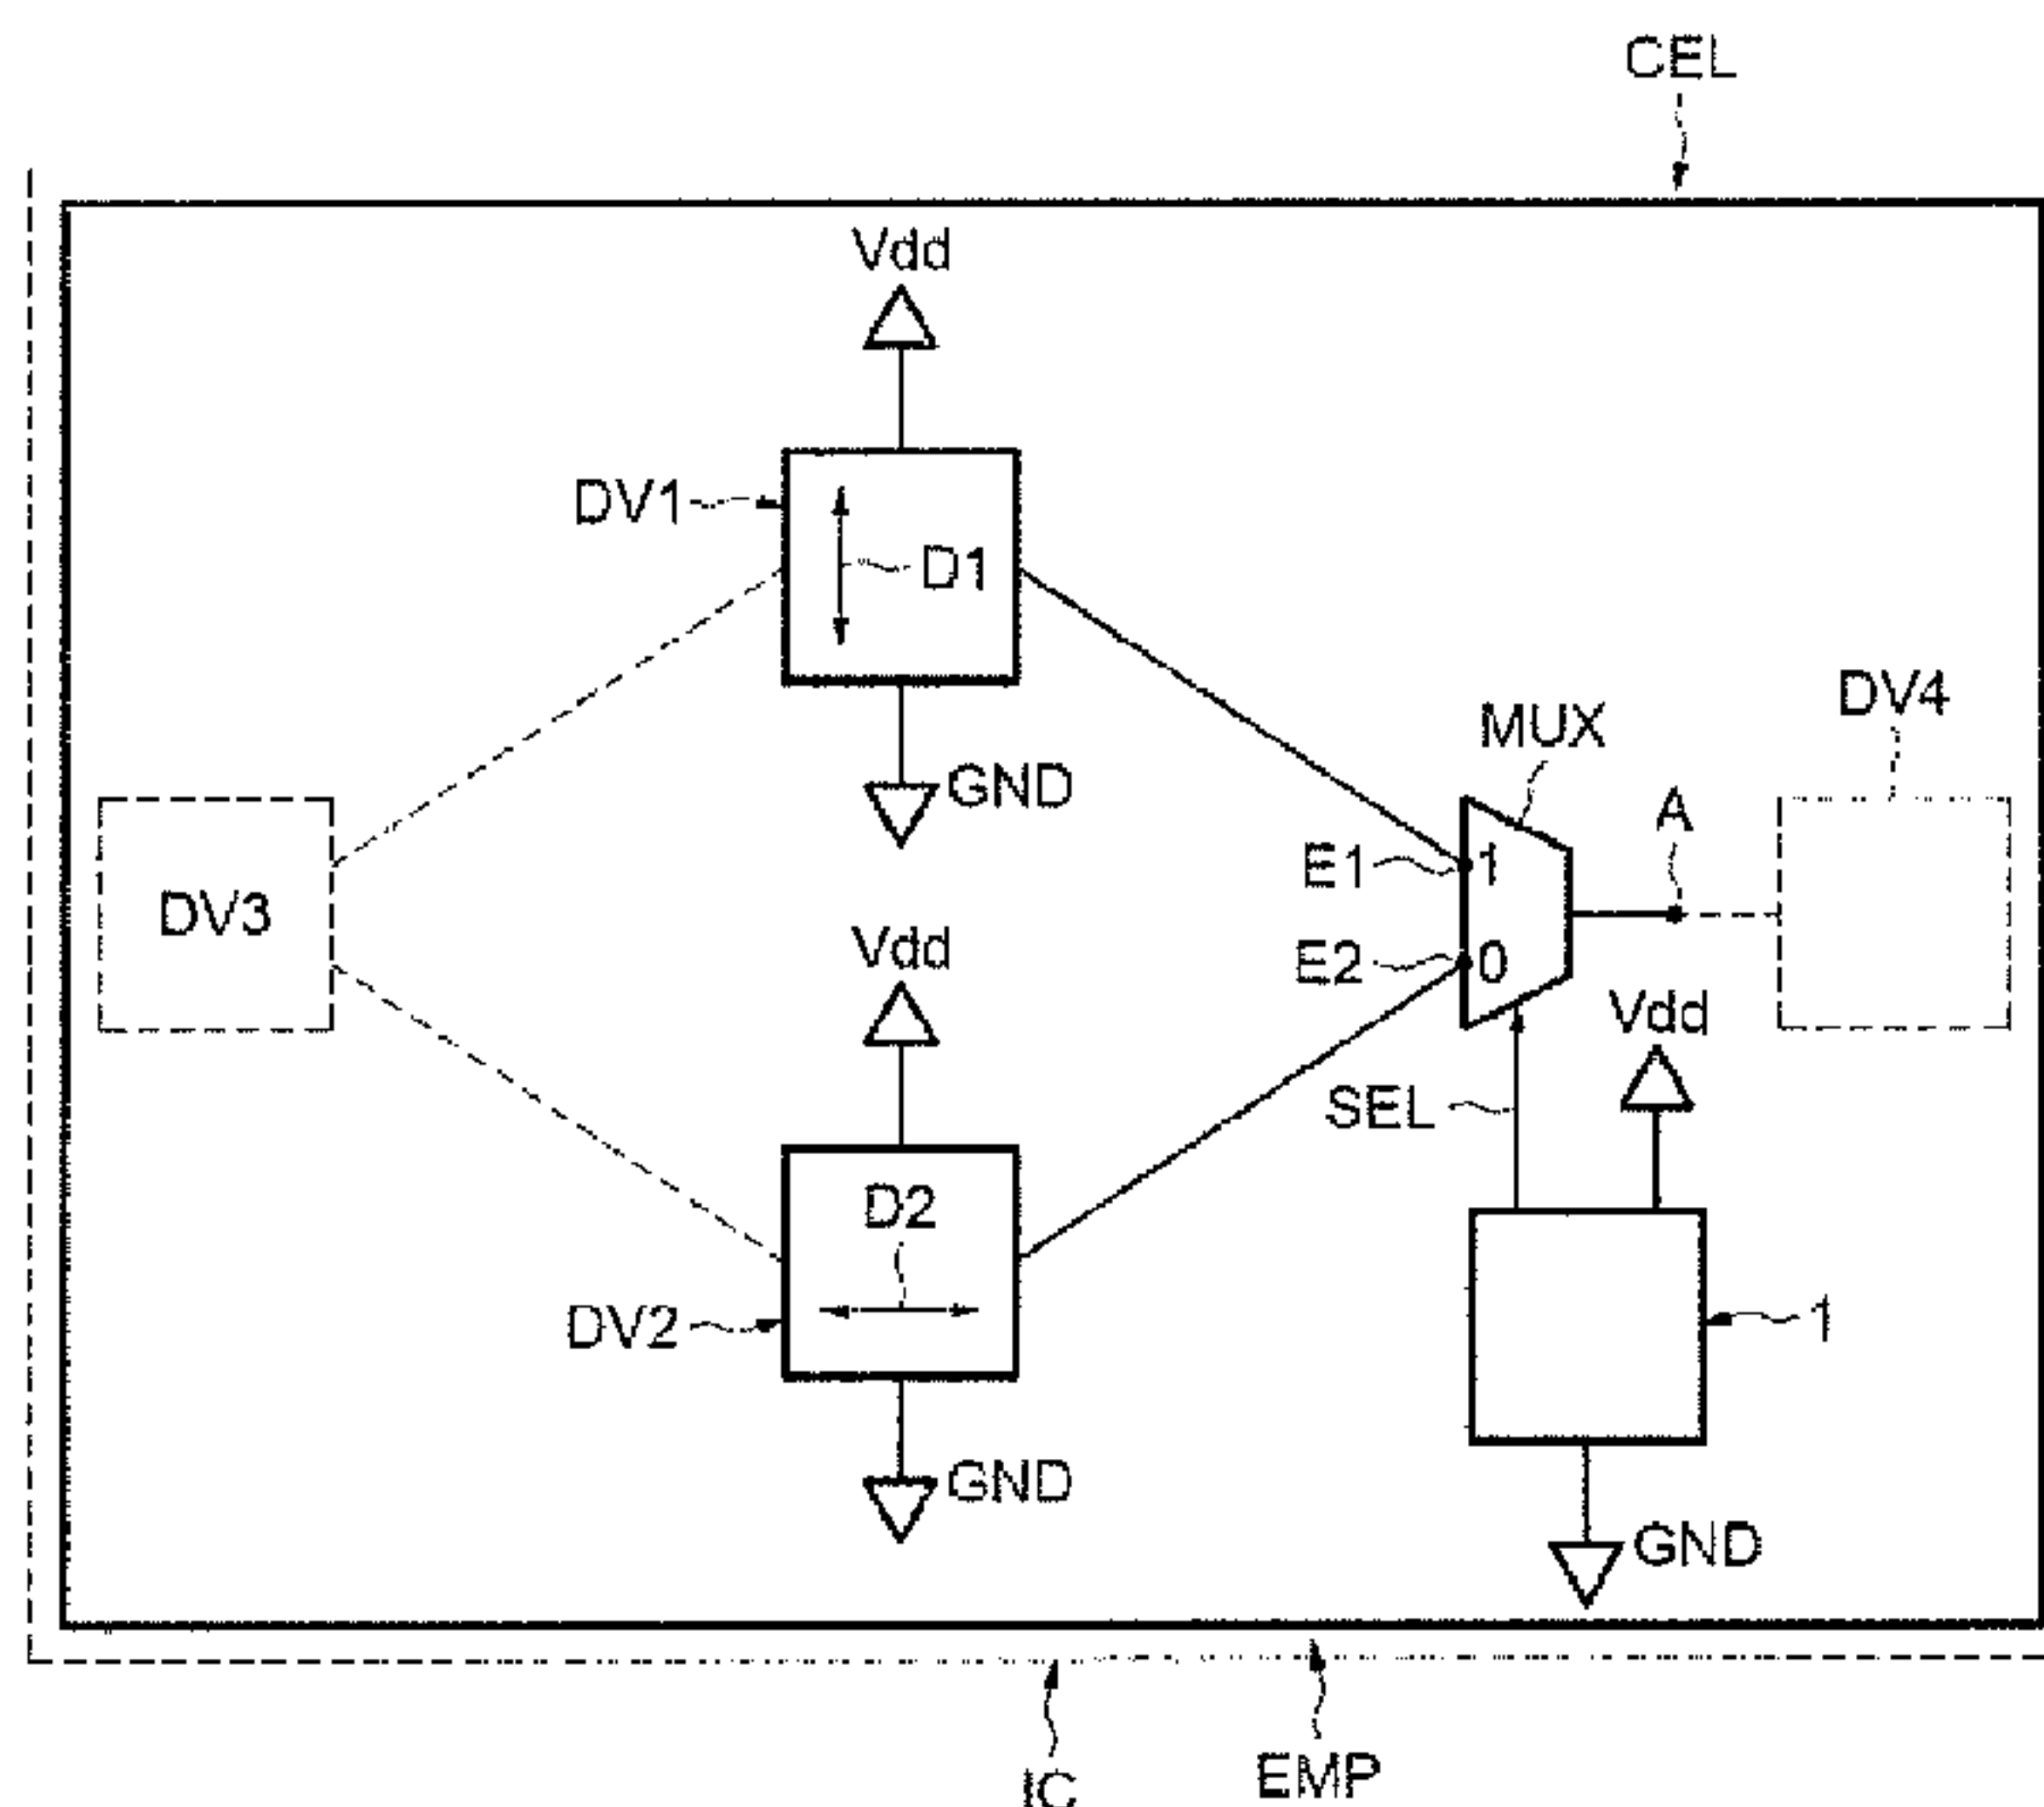 CEL
Vdd
DV1
D1
GND
MUX
DV4
A
E1
1
DV3
Vdd
E2
0
Vdd
SEL
D2
DV2
1
GND
GND
IC
EMP